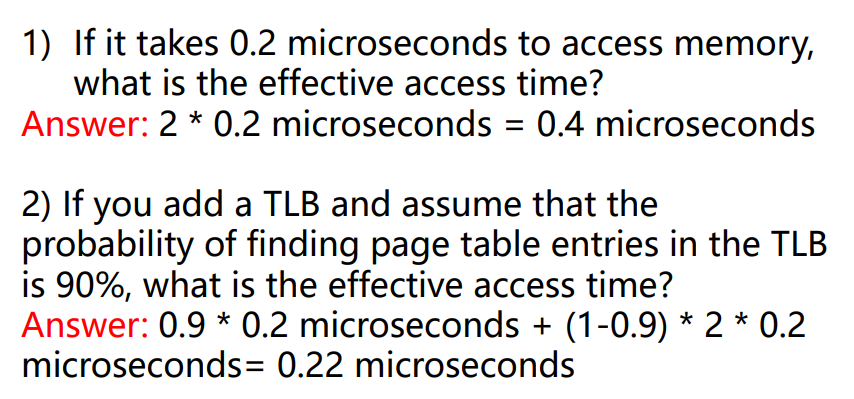 1) If it takes 0.2 microseconds to access memory,
what is the effective access time?
Answer: 2 * 0.2 microseconds = 0.4 microseconds
2) If you add a TLB and assume that the
probability of finding page table entries in the TLB
is 90%, what is the effective access time?
Answer: 0.9 * 0.2 microseconds + (1-0.9) * 2 * 0.2
microseconds= 0.22 microseconds